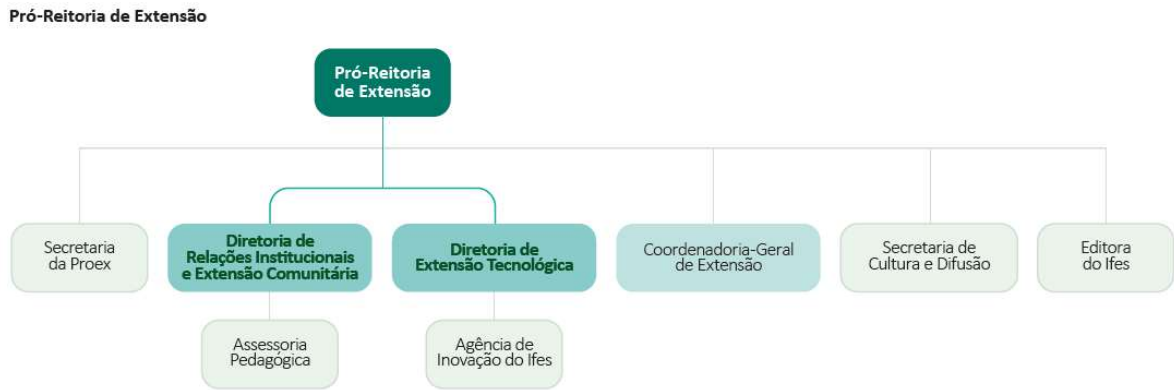 Pró-Reitoria de Extensão
Pró-Reitoria
de Extensão
Secretaria
da Proex
Diretoria de
Relações Institucionais
e Extensão Comunitária
Diretoria de
Extensão Tecnológica
Coordenadoria-Geral
de Extensão
Secretaria de
Cultura e Difusão
Editora
do Ifes
Assessoria
Pedagógica
Agência de
Inovação do Ifes